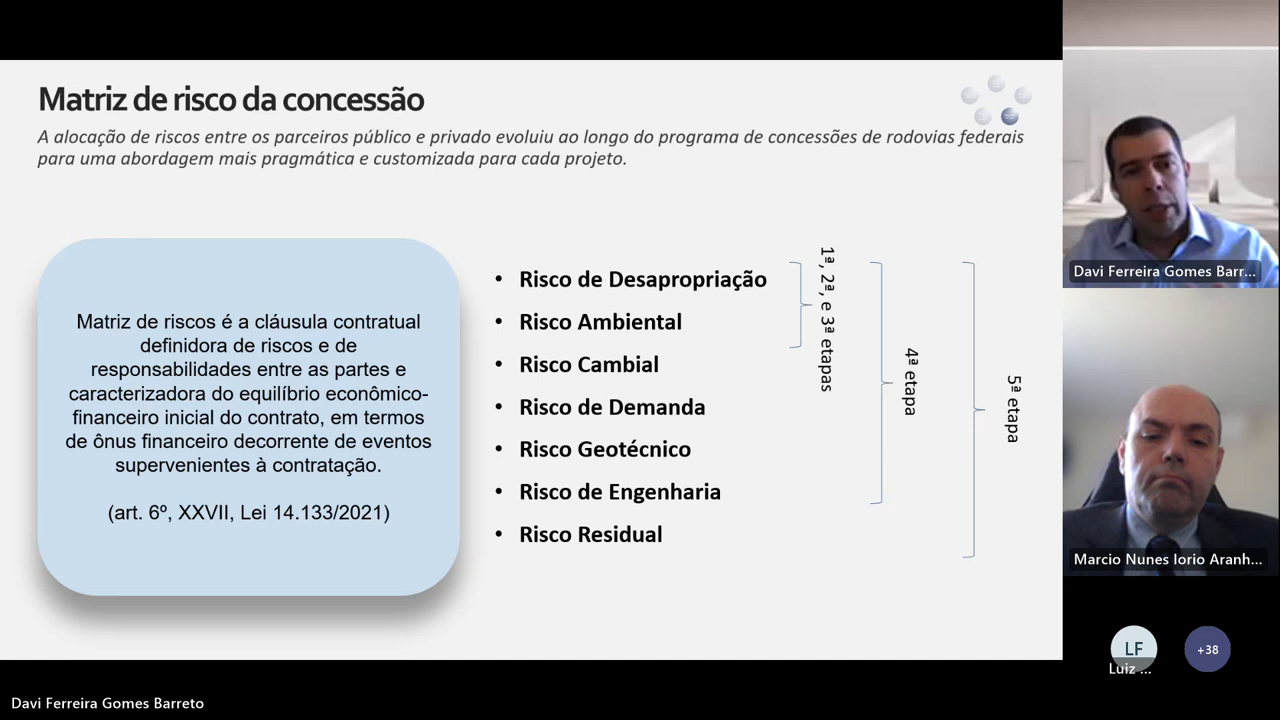 Matriz de risco da concessão
A alocação de riscos entre os parceiros público e privado evoluiu ao longo do programa de concessões de rodovias federais
para uma abordagem mais pragmática e customizada para cada projeto.
Matriz de riscos é a cláusula contratual
definidora de riscos e de
responsabilidades entre as partes e
caracterizadora do equilíbrio econômico-
financeiro inicial do contrato, em termos
de ônus financeiro decorrente de eventos
supervenientes à contratação.
(art. 6º, XXVII, Lei 14.133/2021)
• Risco de Desapropriação
• Risco Ambiental
• Risco Cambial
• Risco de Demanda
• Risco Geotécnico
• Risco de Engenharia
• Risco Residual
1ª, 2ª, e 3ª etapas
4ª etapa
5ª etapa
Davi Ferreira Gomes Barr...
Marcio Nunes Iorio Aranh...
LF
Luiz ...
+38
Davi Ferreira Gomes Barreto